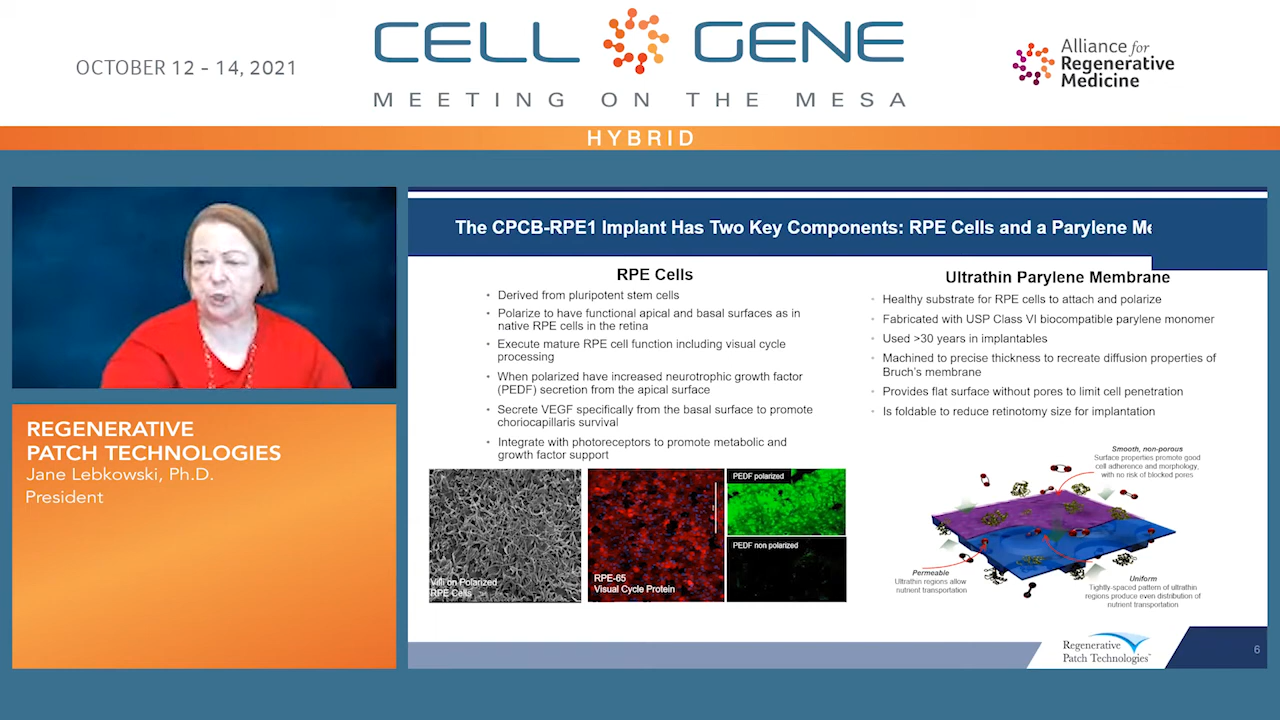 OCTOBER 12 - 14, 2021
CELL GENE
MEETING ON THE MESA
Alliance for
Regenerative
Medicine
HYBRID
REGENERATIVE
PATCH TECHNOLOGIES
Jane Lebkowski, Ph.D.
President
The CPCB-RPE1 Implant Has Two Key Components: RPE Cells and a Parylene Me
RPE Cells
• Derived from pluripotent stem cells
• Polarize to have functional apical and basal surfaces as in
native RPE cells in the retina
• Execute mature RPE cell function including visual cycle
processing
• When polarized have increased neurotrophic growth factor
(PEDF) secretion from the apical surface
• Secrete VEGF specifically from the basal surface to promote
choriocapillaris survival
• Integrate with photoreceptors to promote metabolic and
growth factor support
Villi on Polarized
RPE Cells
RPE-65
Visual Cycle Protein
PEDF polarized
PEDF non polarized
Ultrathin Parylene Membrane
• Healthy substrate for RPE cells to attach and polarize
• Fabricated with USP Class VI biocompatible parylene monomer
• Used >30 years in implantables
• Machined to precise thickness to recreate diffusion properties of
Bruch's membrane
• Provides flat surface without pores to limit cell penetration
• Is foldable to reduce retinotomy size for implantation
Smooth, non-porous
Surface properties promote good
cell adherence and morphology,
with no risk of blocked pores
Permeable
Ultrathin regions allow
nutrient transportation
Uniform
Tightly-spaced pattern of ultrathin
regions produce even distribution of
nutrient transportation
Regenerative
Patch Technologies™
6